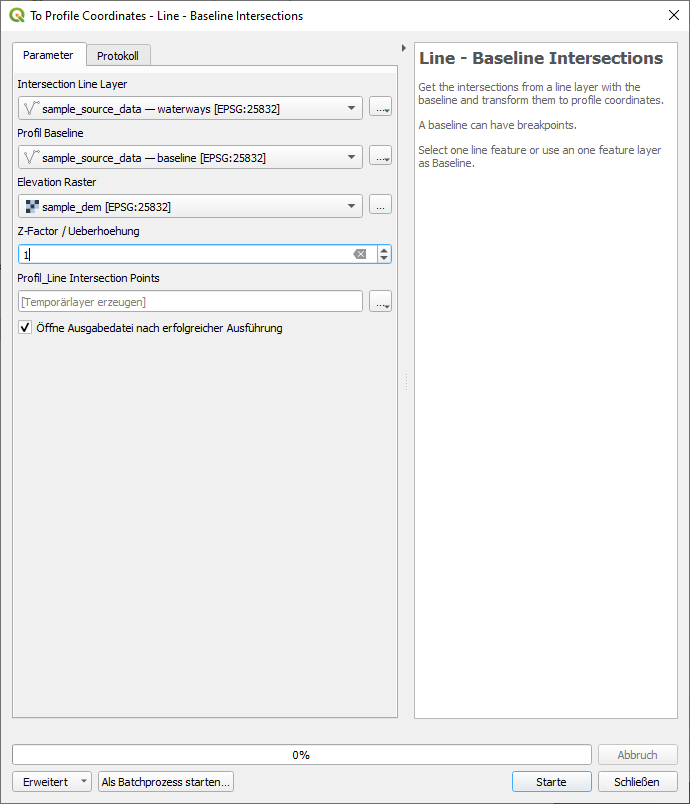 To Profile Coordinates - Line - Baseline Intersections
Parameter
Protokoll
Intersection Line Layer
sample_source_data — waterways [EPSG:25832]
...
Profil Baseline
sample_source_data — baseline [EPSG:25832]
...
Elevation Raster
sample_dem [EPSG:25832]
...
Z-Factor / Ueberhoehung
1
Profil_Line Intersection Points
[Temporärlayer erzeugen]
...
Öffne Ausgabedatei nach erfolgreicher Ausführung
Line - Baseline Intersections
Get the intersections from a line layer with the
baseline and transform them to profile coordinates.
A baseline can have breakpoints.
Select one line feature or use an one feature layer
as Baseline.
0%
Abbruch
Erweitert
Als Batchprozess starten...
Starte
Schließen